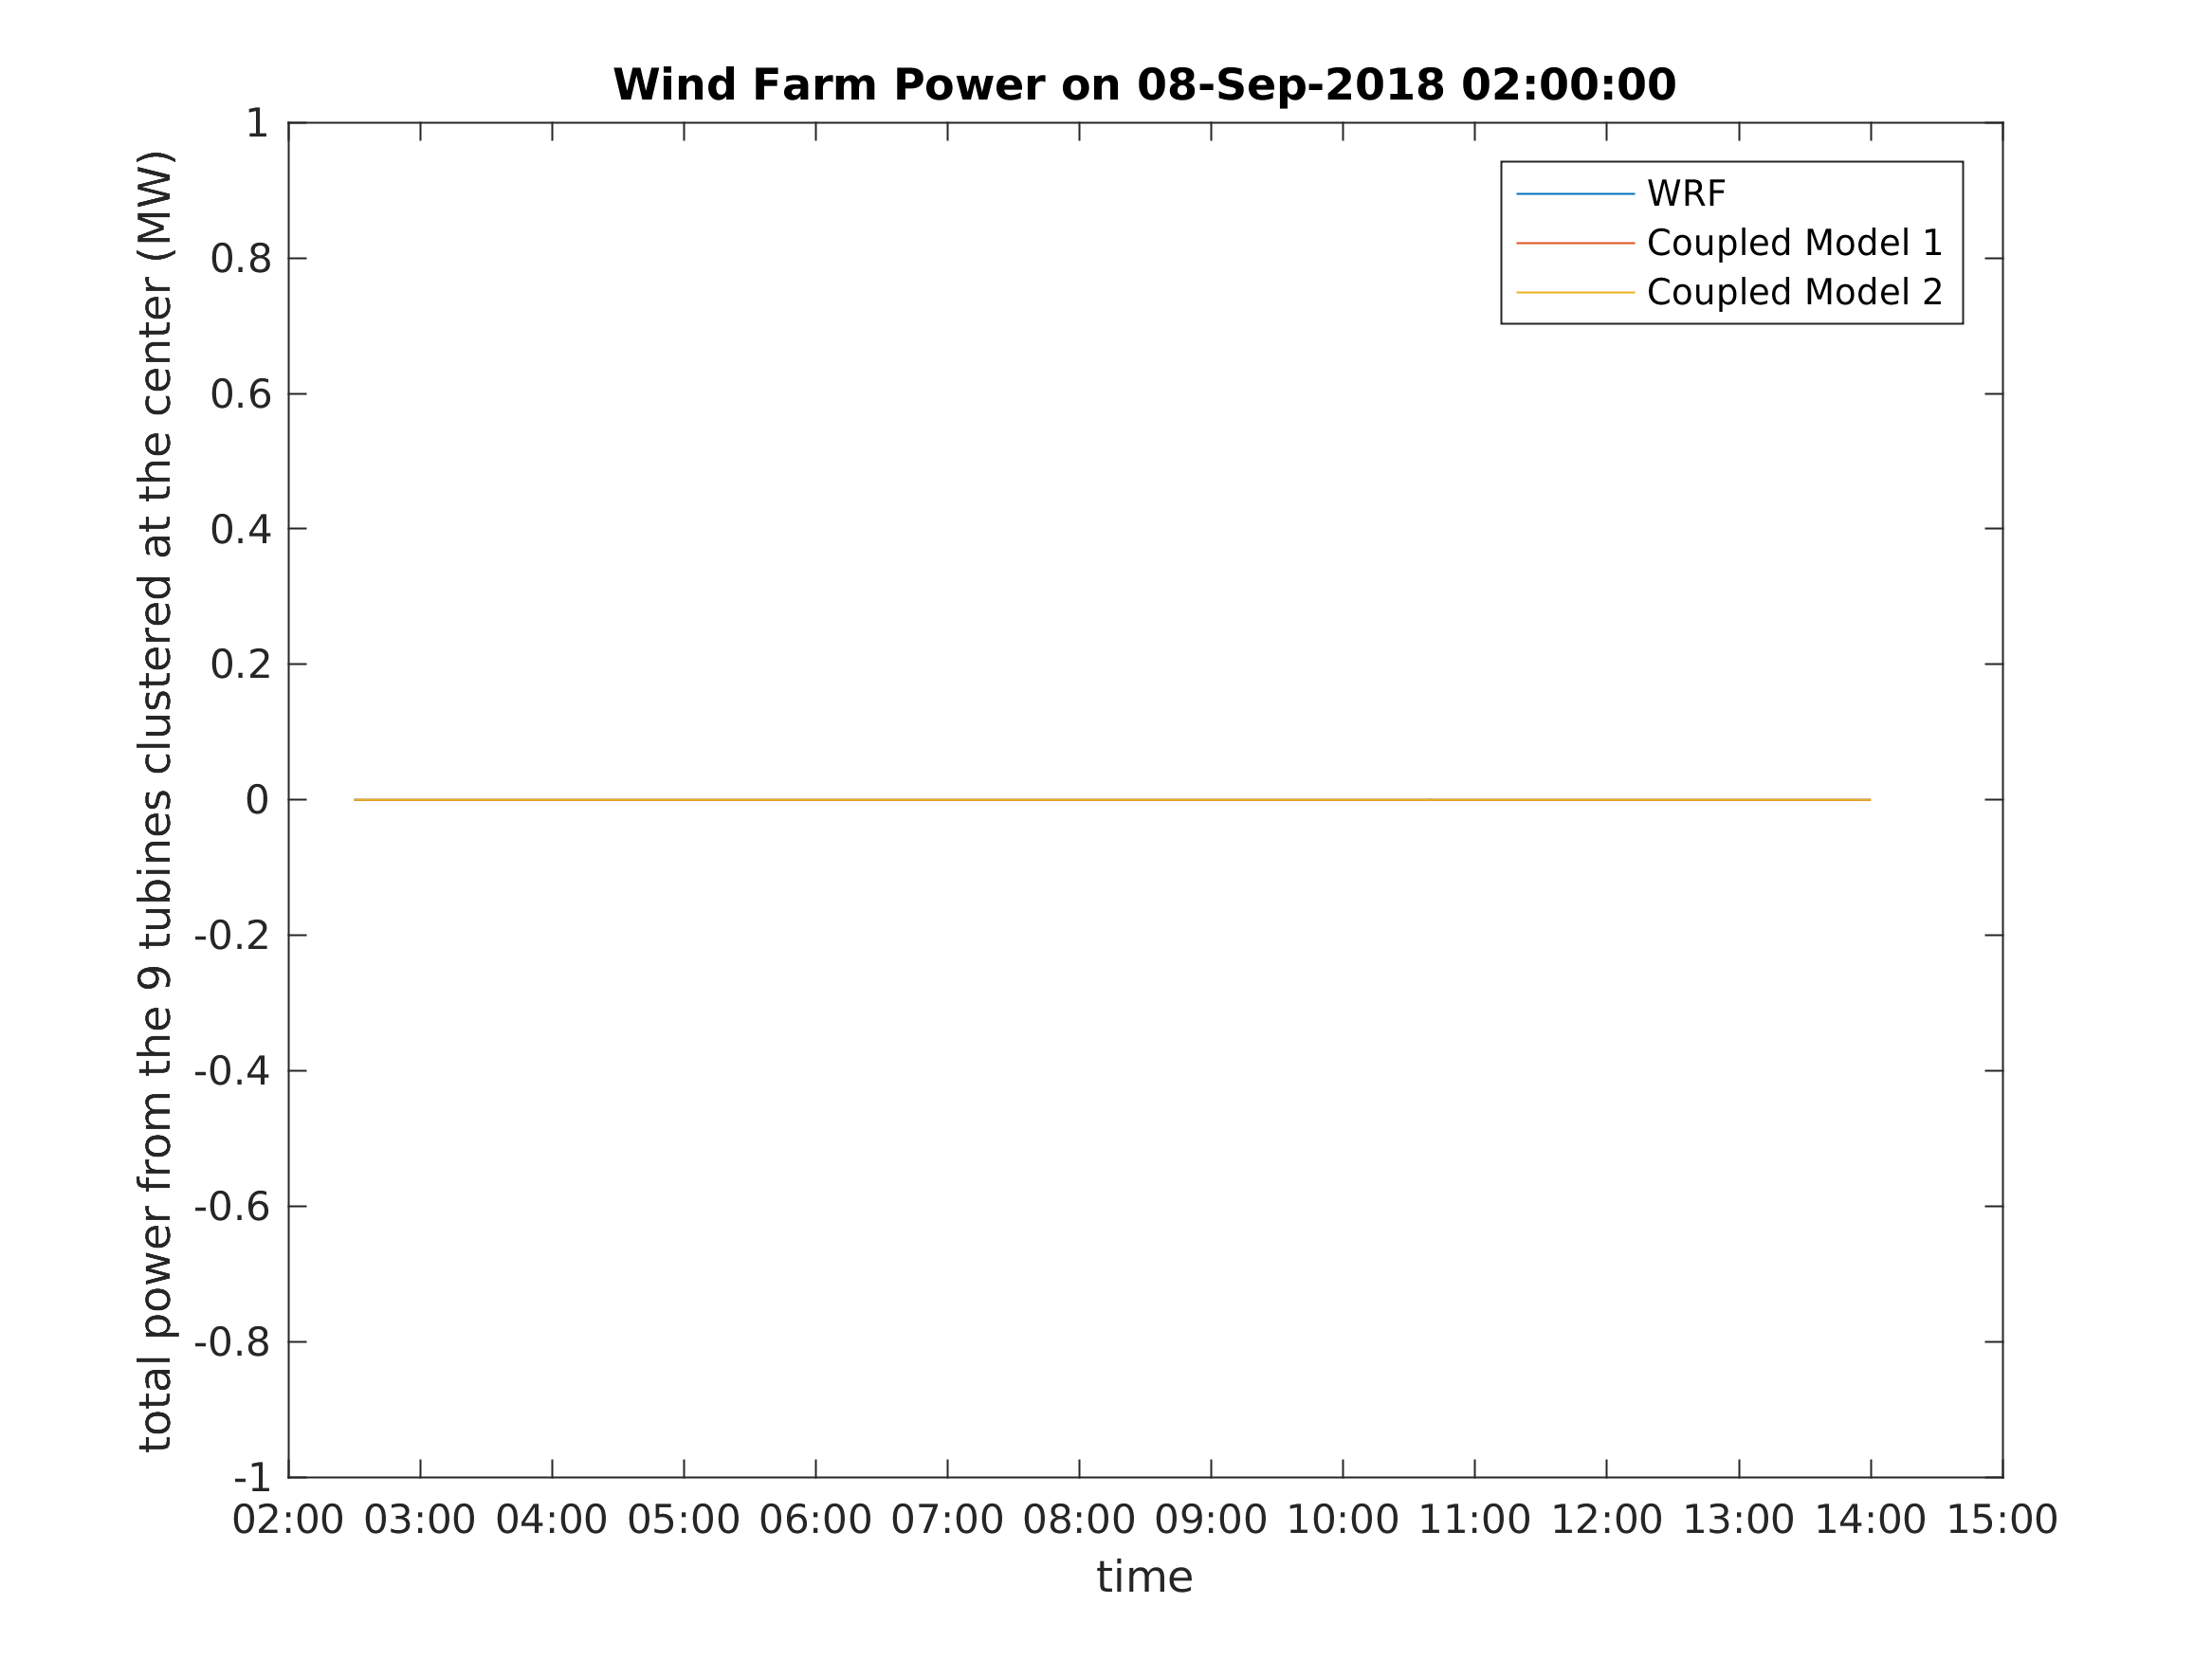 Wind Farm Power on 08-Sep-2018 02:00:00
total power from the 9 tubines clustered at the center (MW)
1
0.8
0.6
0.4
0.2
0
-0.2
-0.4
-0.6
-0.8
-1
WRF
Coupled Model 1
Coupled Model 2
02:00 03:00 04:00 05:00 06:00 07:00 08:00 09:00 10:00 11:00 12:00 13:00 14:00 15:00
time